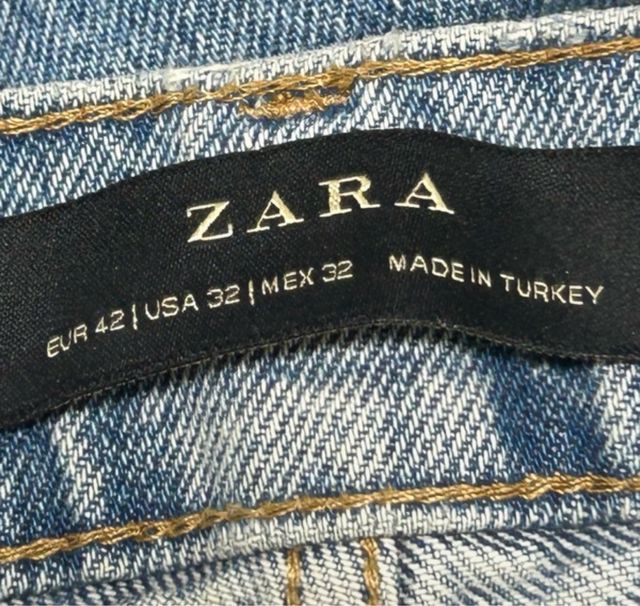 ZARA
EUR 42 | USA 32 | MEX 32 MADE IN TURKEY